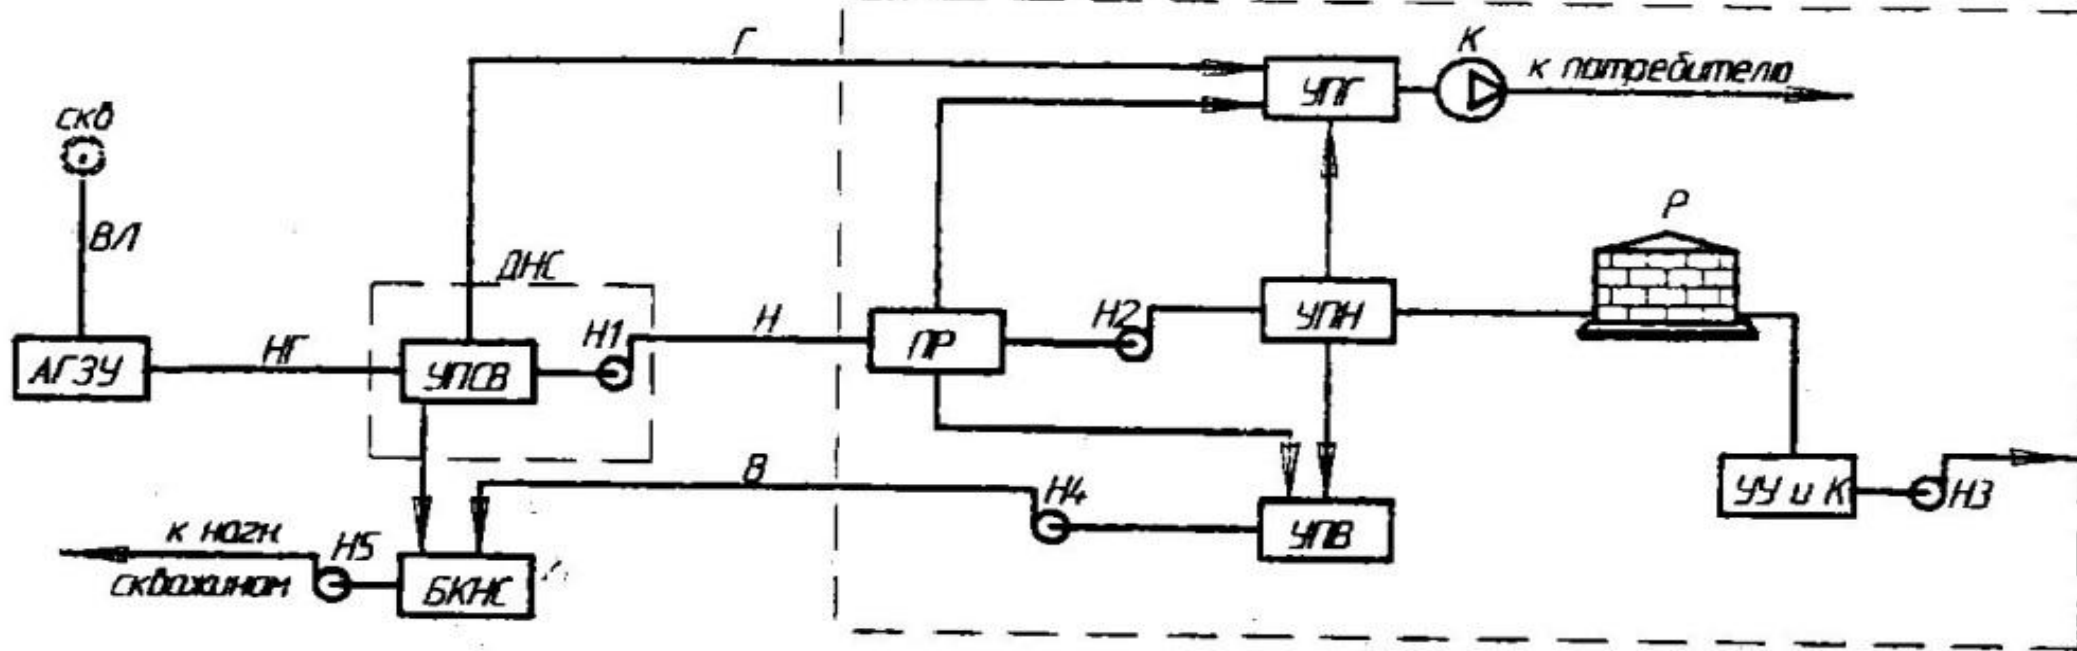 Г
К
к потребителю
УПГ
скв
ВЛ
Р
ДНС
АГЗУ
НГ
УПСВ
Н1
Н
ПР
Н2
УПН
В
Н4
УПВ
УУ и К
Н3
к нагн
скважинам
Н5
БКНС